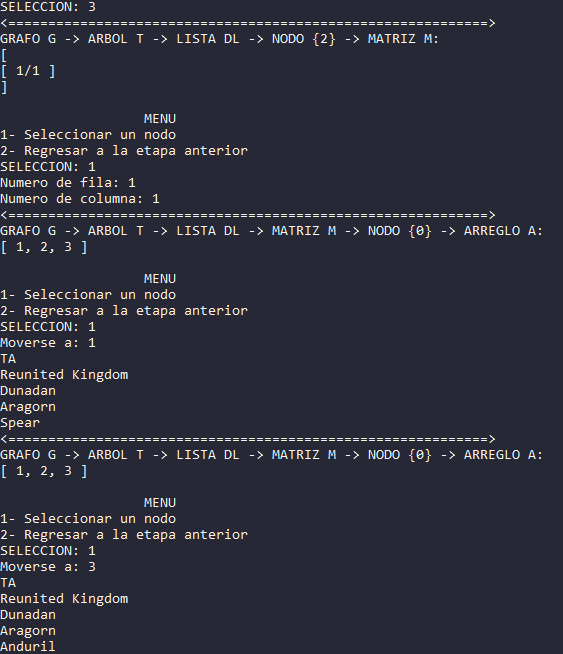 SELECCION: 3
<============================================================>
GRAFO G -> ARBOL T -> LISTA DL -> NODO {2} -> MATRIZ M:
[
[ 1/1 ]
]
MENU
1- Seleccionar un nodo
2- Regresar a la etapa anterior
SELECCION: 1
Numero de fila: 1
Numero de columna: 1
<============================================================>
GRAFO G -> ARBOL T -> LISTA DL -> MATRIZ M -> NODO {0} -> ARREGLO A:
[ 1, 2, 3 ]
MENU
1- Seleccionar un nodo
2- Regresar a la etapa anterior
SELECCION: 1
Moverse a: 1
TA
Reunited Kingdom
Dunadan
Aragorn
Spear
<============================================================>
GRAFO G -> ARBOL T -> LISTA DL -> MATRIZ M -> NODO {0} -> ARREGLO A:
[ 1, 2, 3 ]
MENU
1- Seleccionar un nodo
2- Regresar a la etapa anterior
SELECCION: 1
Moverse a: 3
TA
Reunited Kingdom
Dunadan
Aragorn
Anduril